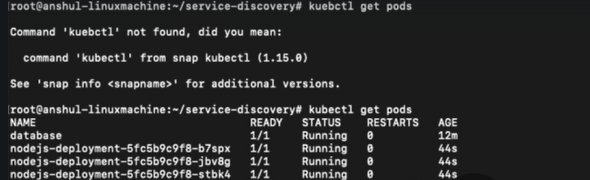 root@anshul-linuxmachine:~/service-discovery# kuebctl get pods
Command 'kuebctl' not found, did you mean:
command 'kubectl' from snap kubectl (1.15.0)
See 'snap info <snapname>' for additional versions.
root@anshul-linuxmachine:~/service-discovery# kubectl get pods
NAME READY STATUS RESTARTS AGE
database 1/1 Running 0 12m
nodejs-deployment-5fc5b9c9f8-b7spx 1/1 Running 0 44s
nodejs-deployment-5fc5b9c9f8-jbv8g 1/1 Running 0 44s
nodejs-deployment-5fc5b9c9f8-stbk4 1/1 Running 0 44s